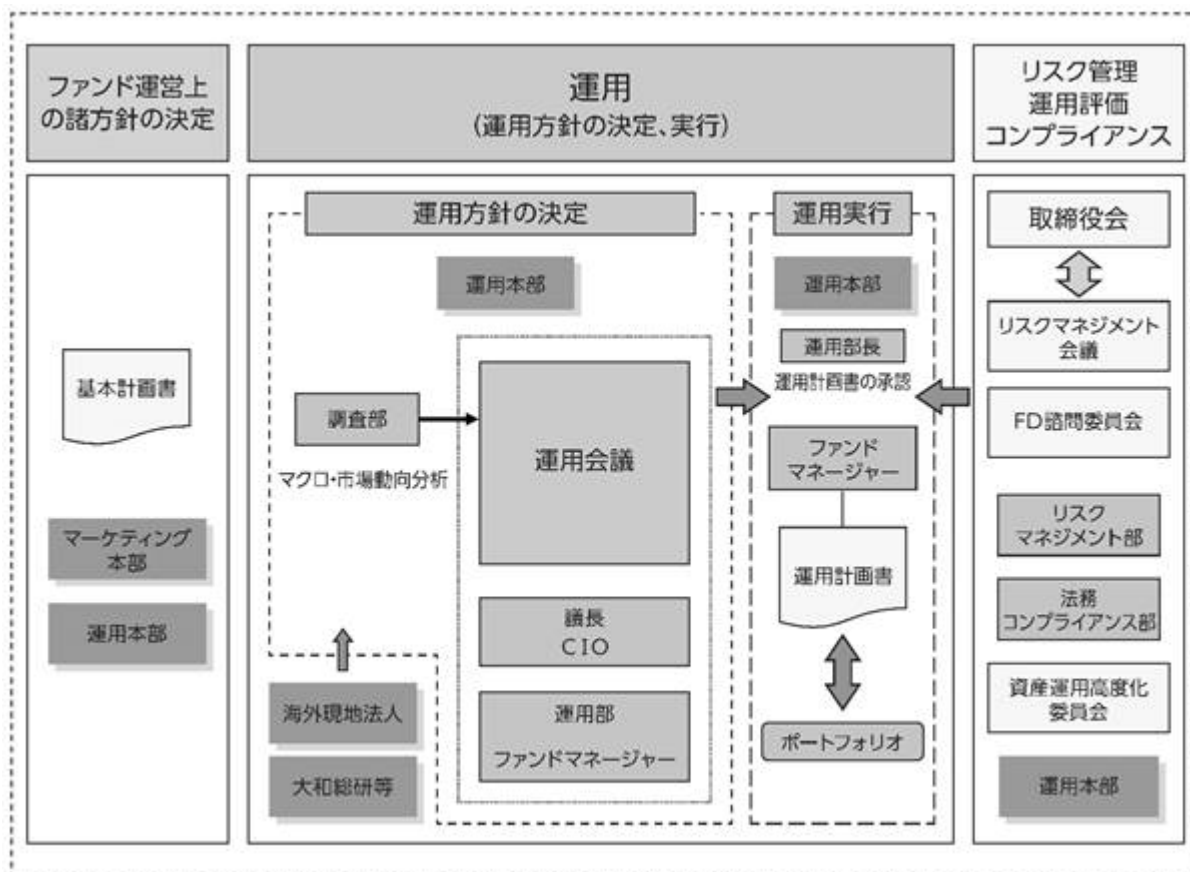 ファンド運営上
の諸方針の決定
運用
(運用方針の決定、実行)
リスク管理
運用評価
コンプライアンス
基本計画書
マーケティング
本部
運用本部
運用方針の決定
運用本部
調査部
マクロ・市場動向分析
運用会議
議長
CIO
運用部
ファンドマネージャー
海外現地法人
大和総研等
運用実行
運用本部
運用部長
運用計画書の承認
ファンド
マネージャー
運用計画書
ポートフォリオ
取締役会
リスクマネジメント
会議
FD諮問委員会
リスク
マネジメント部
法務
コンプライアンス部
資産運用高度化
委員会
運用本部